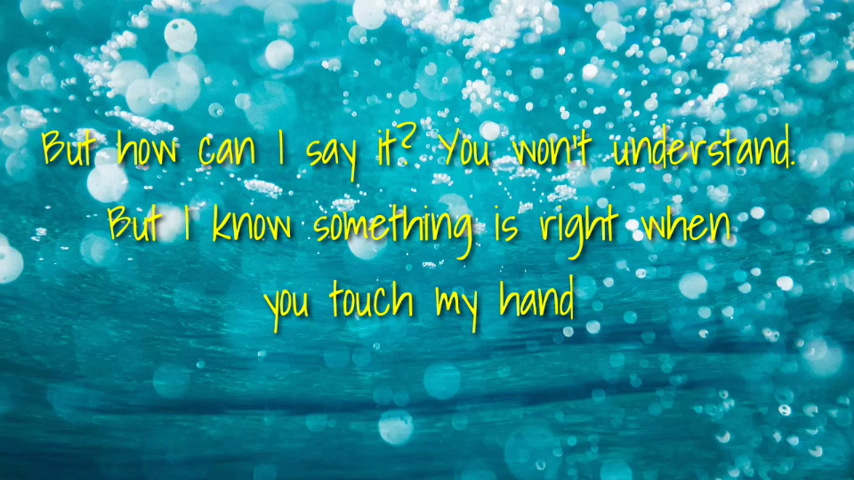 But how can I say it? You won't understand.
But I know something is right when
you touch my hand